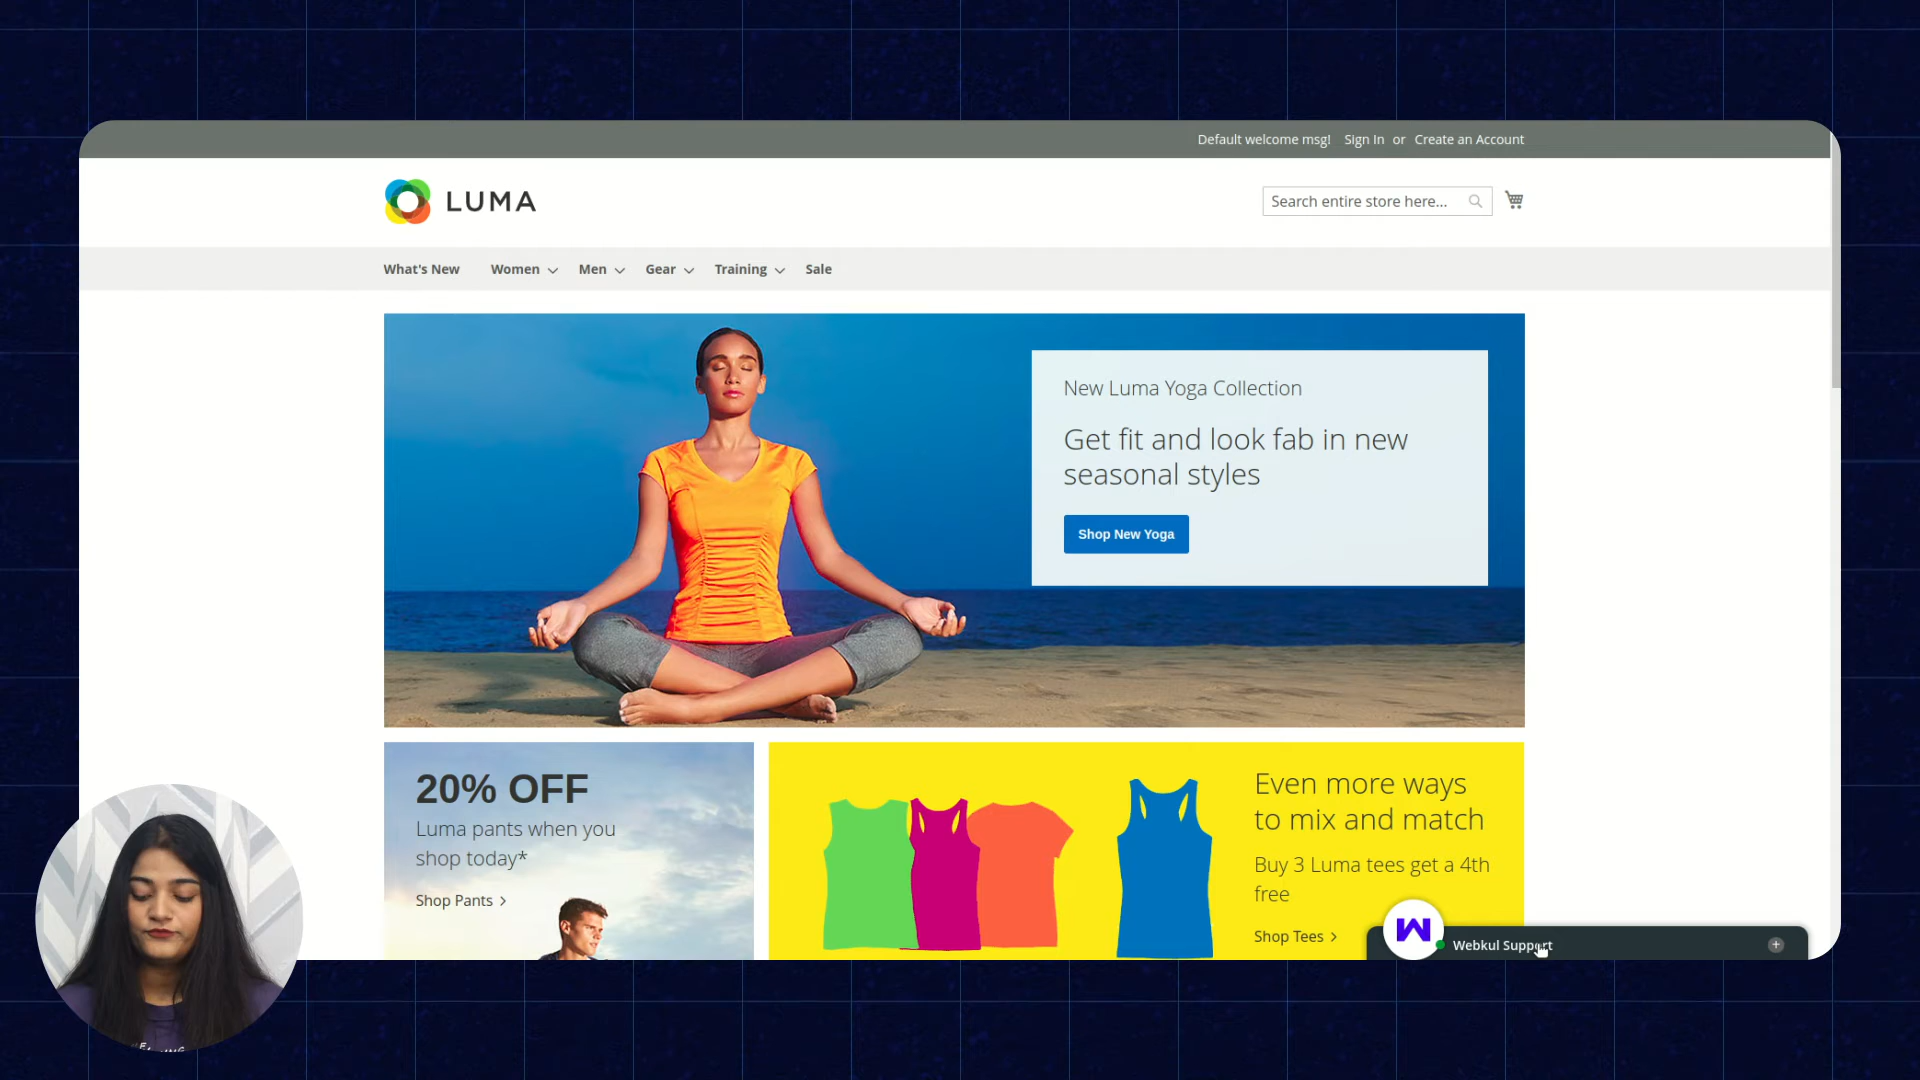 Default welcome msg! Sign In or Create an Account
LUMA
Search entire store here...
What's New Women Men Gear Training Sale
New Luma Yoga Collection
Get fit and look fab in new
seasonal styles
Shop New Yoga
20% OFF
Luma pants when you
shop today*
Shop Pants >
Even more ways
to mix and match
Buy 3 Luma tees get a 4th
free
Shop Tees >
Webkul Support